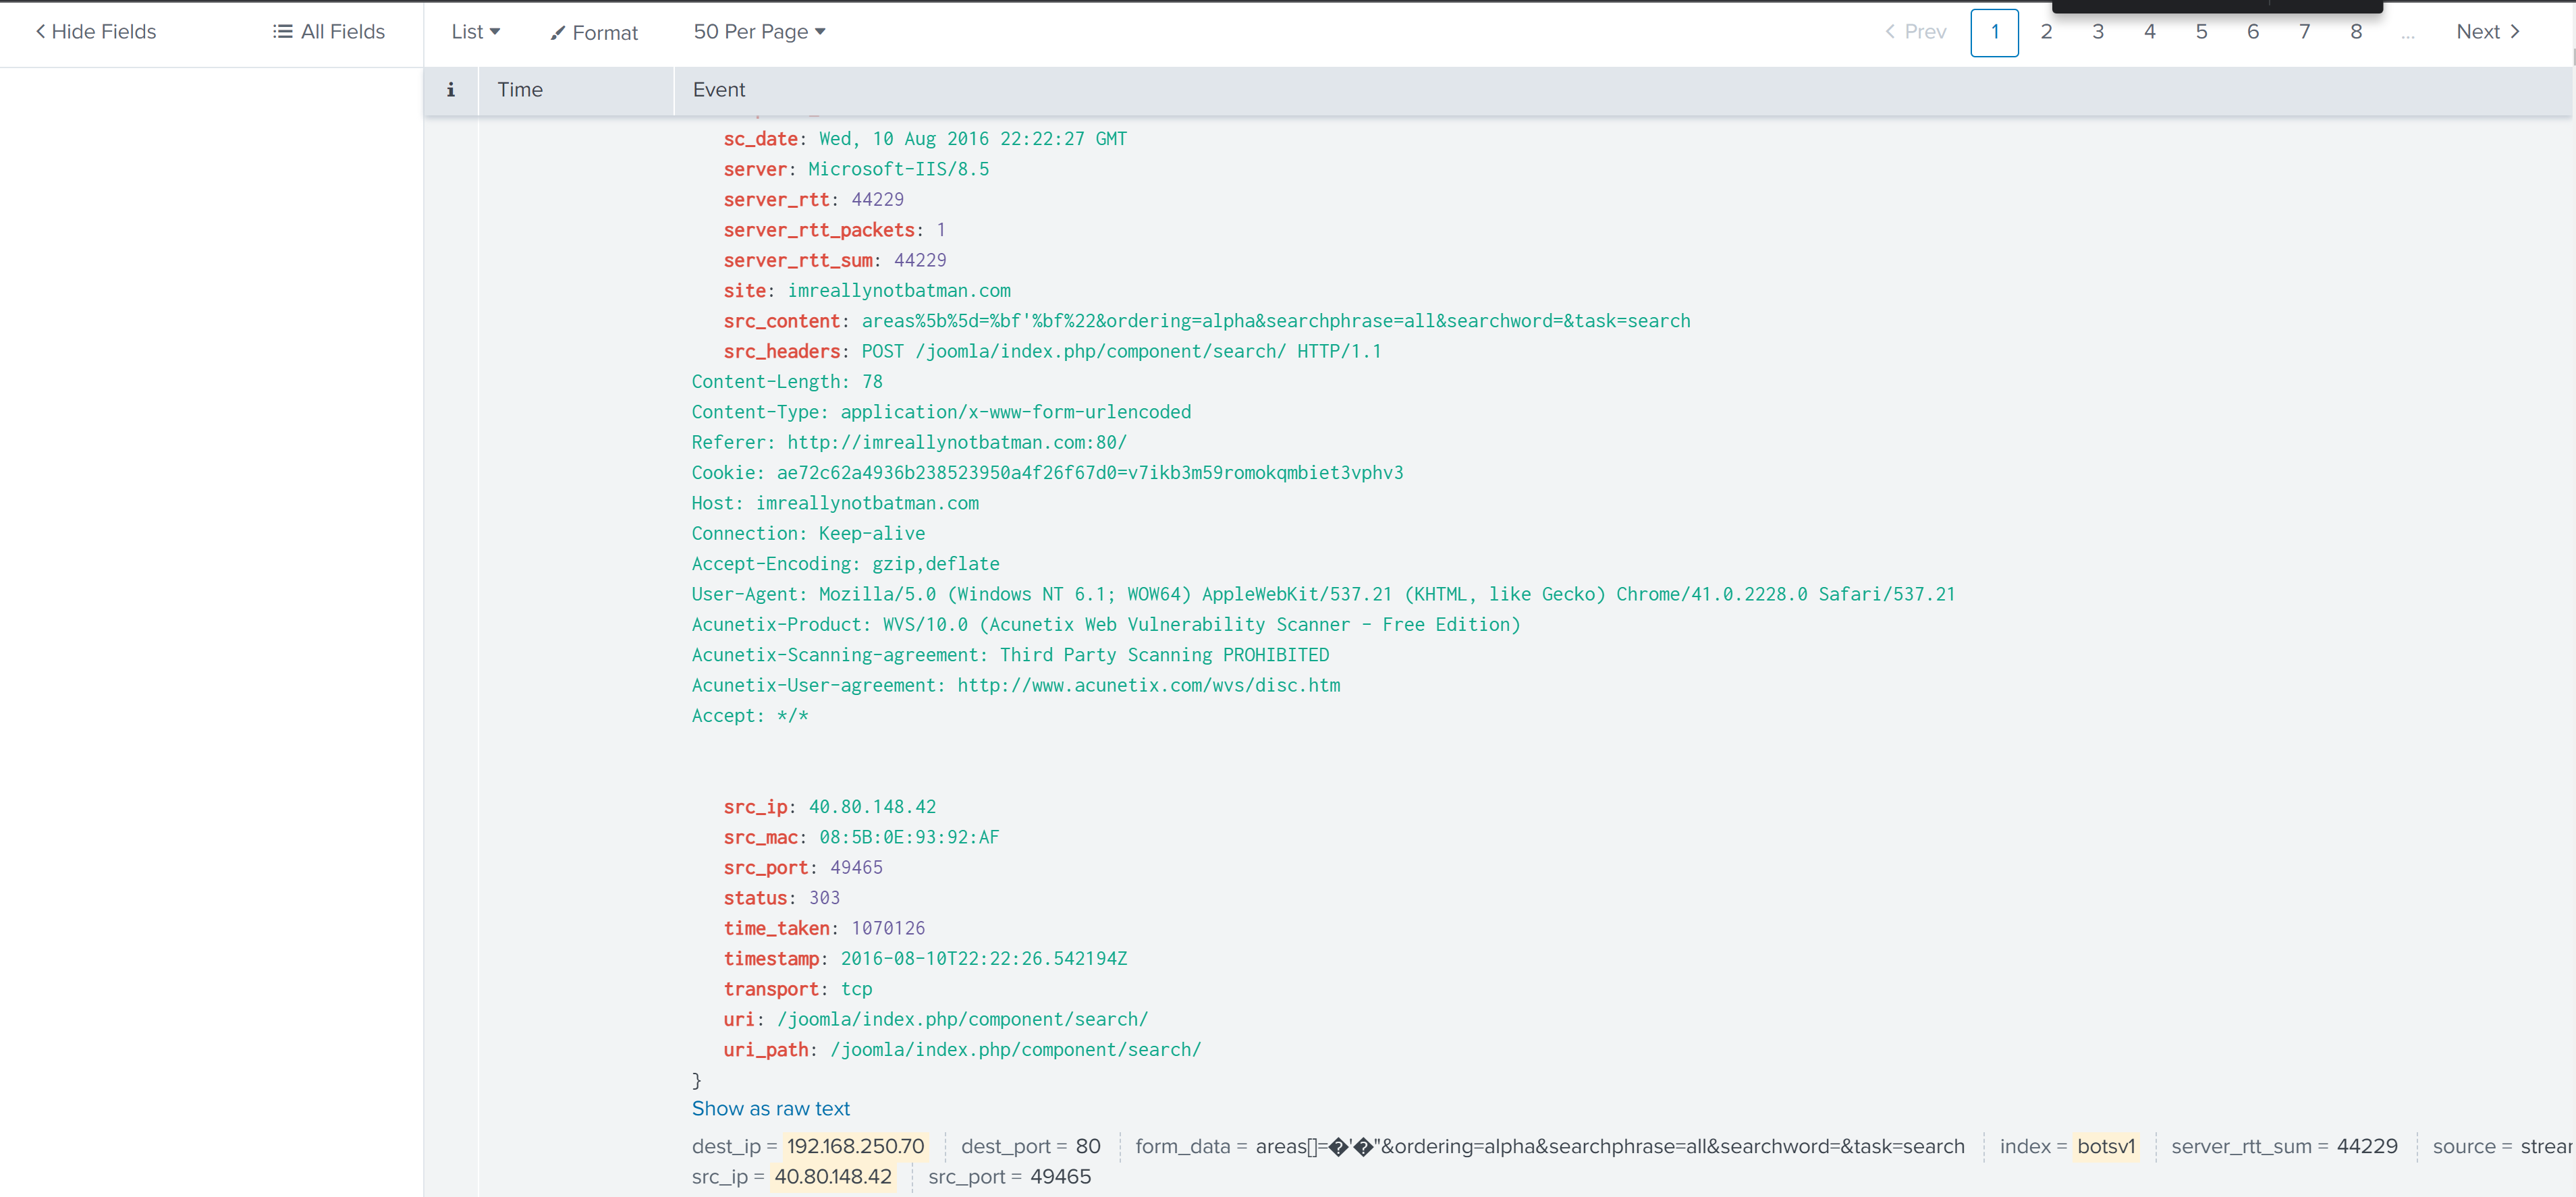 Hide Fields All Fields List Format 50 Per Page Prev 1 2 3 4 5 6 7 8 ... Next
i Time Event
sc_date: Wed, 10 Aug 2016 22:22:27 GMT
server: Microsoft-IIS/8.5
server_rtt: 44229
server_rtt_packets: 1
server_rtt_sum: 44229
site: imreallynotbatman.com
src_content: areas%5b%5d=%bf'%bf%22&ordering=alpha&searchphrase=all&searchword=&task=search
src_headers: POST /joomla/index.php/component/search/ HTTP/1.1
Content-Length: 78
Content-Type: application/x-www-form-urlencoded
Referer: http://imreallynotbatman.com:80/
Cookie: ae72c62a4936b238523950a4f26f67d0=v7ikb3m59romokqmbiet3vphv3
Host: imreallynotbatman.com
Connection: Keep-alive
Accept-Encoding: gzip,deflate
User-Agent: Mozilla/5.0 (Windows NT 6.1; WOW64) AppleWebKit/537.21 (KHTML, like Gecko) Chrome/41.0.2228.0 Safari/537.21
Acunetix-Product: WVS/10.0 (Acunetix Web Vulnerability Scanner - Free Edition)
Acunetix-Scanning-agreement: Third Party Scanning PROHIBITED
Acunetix-User-agreement: http://www.acunetix.com/wvs/disc.htm
Accept: */*
src_ip: 40.80.148.42
src_mac: 08:5B:0E:93:92:AF
src_port: 49465
status: 303
time_taken: 1070126
timestamp: 2016-08-10T22:22:26.542194Z
transport: tcp
uri: /joomla/index.php/component/search/
uri_path: /joomla/index.php/component/search/
}
Show as raw text
dest_ip = 192.168.250.70 dest_port = 80 form_data = areas[]=�'�"&ordering=alpha&searchphrase=all&searchword=&task=search index = botsv1 server_rtt_sum = 44229 source =
src_ip = 40.80.148.42 src_port = 49465